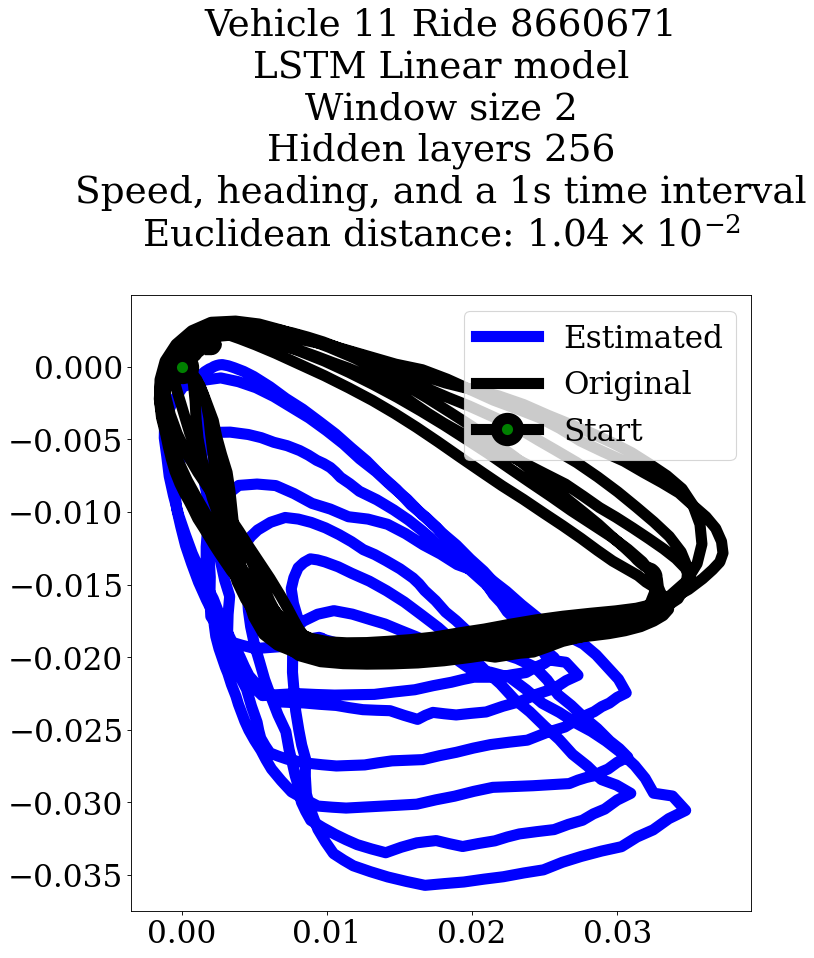 Vehicle 11 Ride 8660671
LSTM Linear model
Window size 2
Hidden layers 256
Speed, heading, and a 1s time interval
Euclidean distance: 1.04 × 10⁻²
Estimated
Original
Start
0.000
−0.005
−0.010
−0.015
−0.020
−0.025
−0.030
−0.035
0.00 0.01 0.02 0.03